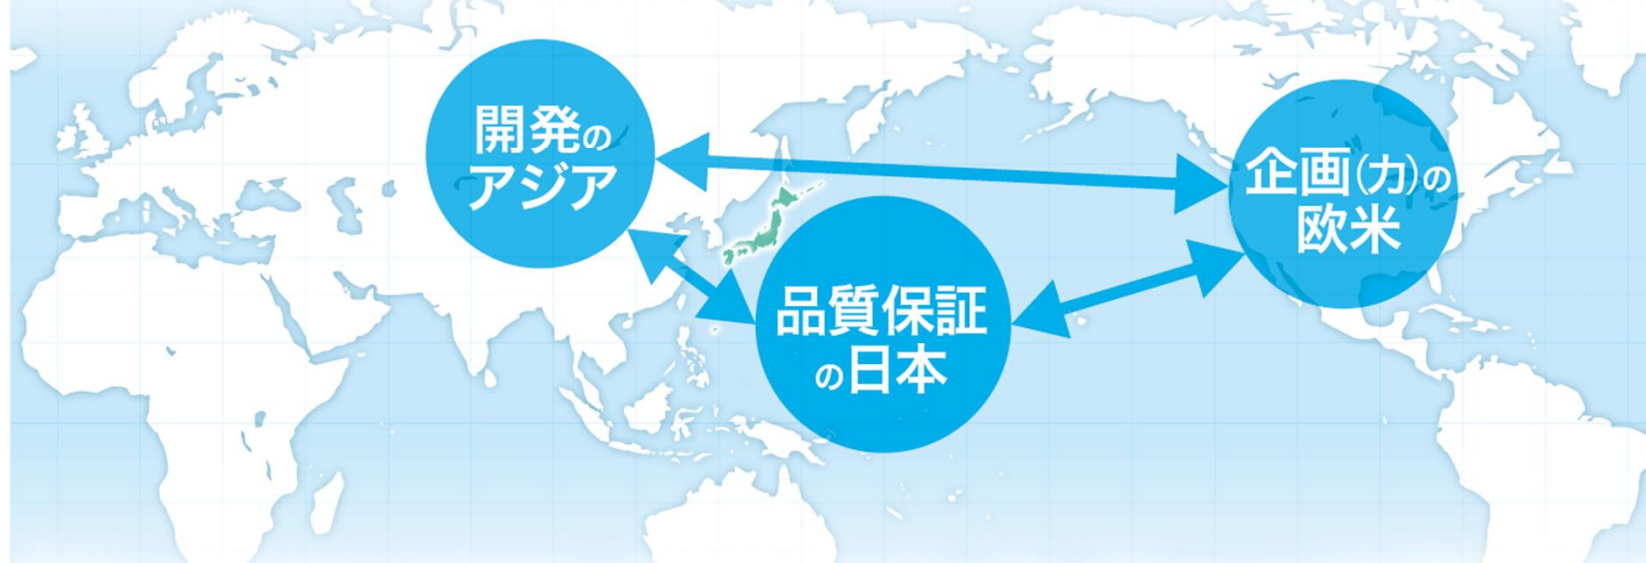 開発の
アジア
企画(力)の
欧米
品質保証
の日本